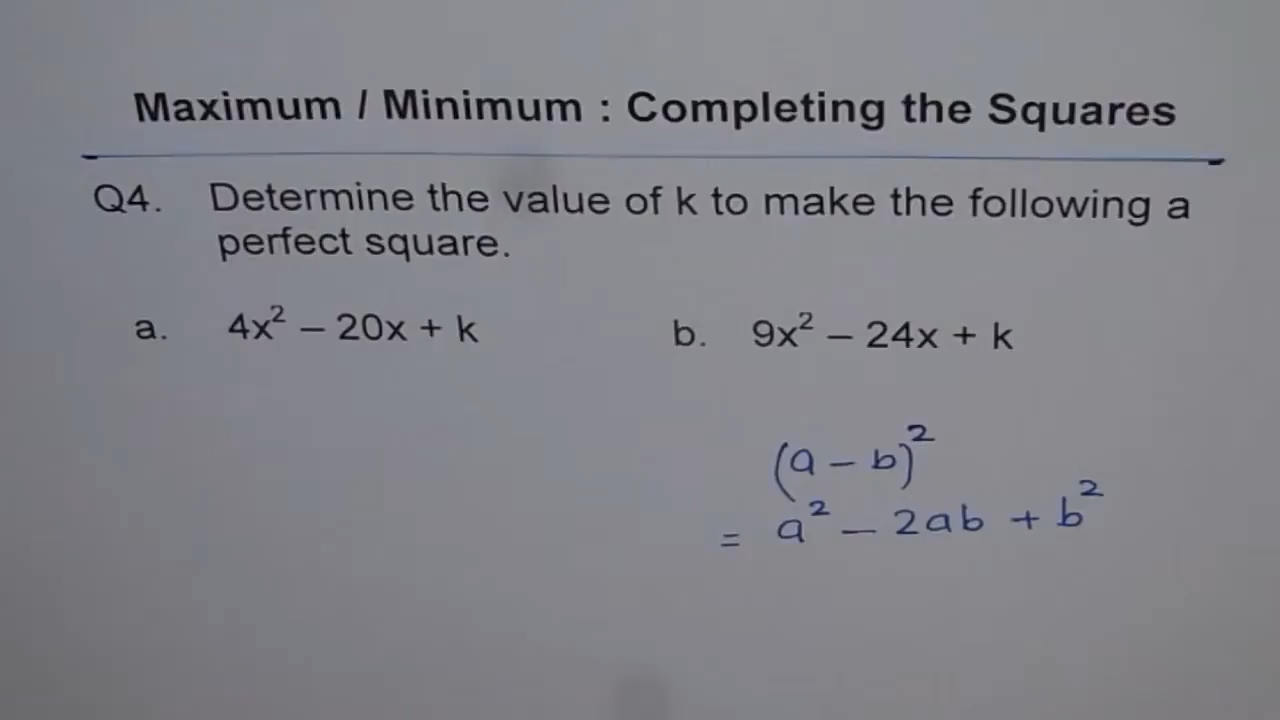 Maximum / Minimum : Completing the Squares
Q4. Determine the value of k to make the following a
perfect square.
a. 4x² – 20x + k
b. 9x² – 24x + k
(a – b)²
= a² – 2ab + b²